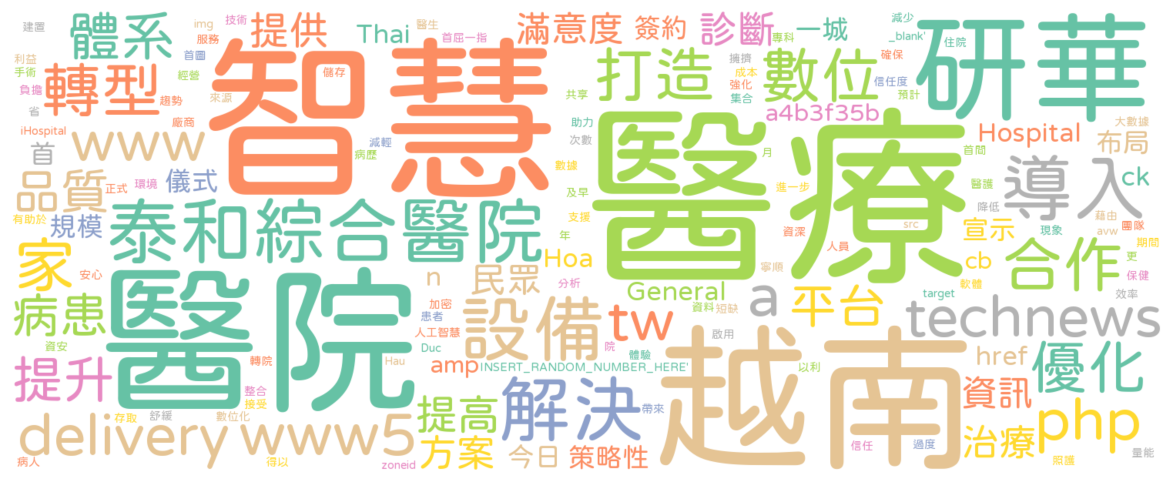 建置
體系
img
技術
提供
服務
醫生
Thai
首屈一指
滿意度
簽約
診斷
專科
一城
減少
_blank'
研華
住院
利益
手術
負擔
轉型
趨勢
首圖
經營
來源
儲存
智慧
打造
擁擠
成本
強化
集合
數位
確保
信任度
預計
共享
a4b3f35b
省
iHospital
廠商
www
減輕
病歷
助力
次數
醫療
月
Hospital
大數據
布局
首
品質
正式
環境
儀式
數據
及早
進一步
首間
醫護
降低
導入
ck
有助於
規模
泰和綜合醫院
支援
年
src
資深
人員
宣示
現象
藉由
avw
團隊
期間
家
安心
Hoa
民眾
n
分析
寧順
cb
軟體
合作
更
保健
效率
病患
資安
醫院
加密
患者
人工智慧
設備
General
資料
短缺
a
平台
target
technews
tw
啟用
提升
轉院
整合
接受
Hau
Duc
amp
院
體驗
INSERT_RANDOM_NUMBER_HERE'
越南
以利
href
優化
delivery
存取
舒緩
數位化
www5
提高
解決
帶來
資訊
php
病人
得以
zoneid
方案
今日
策略性
信任
過度
治療
照護
量能